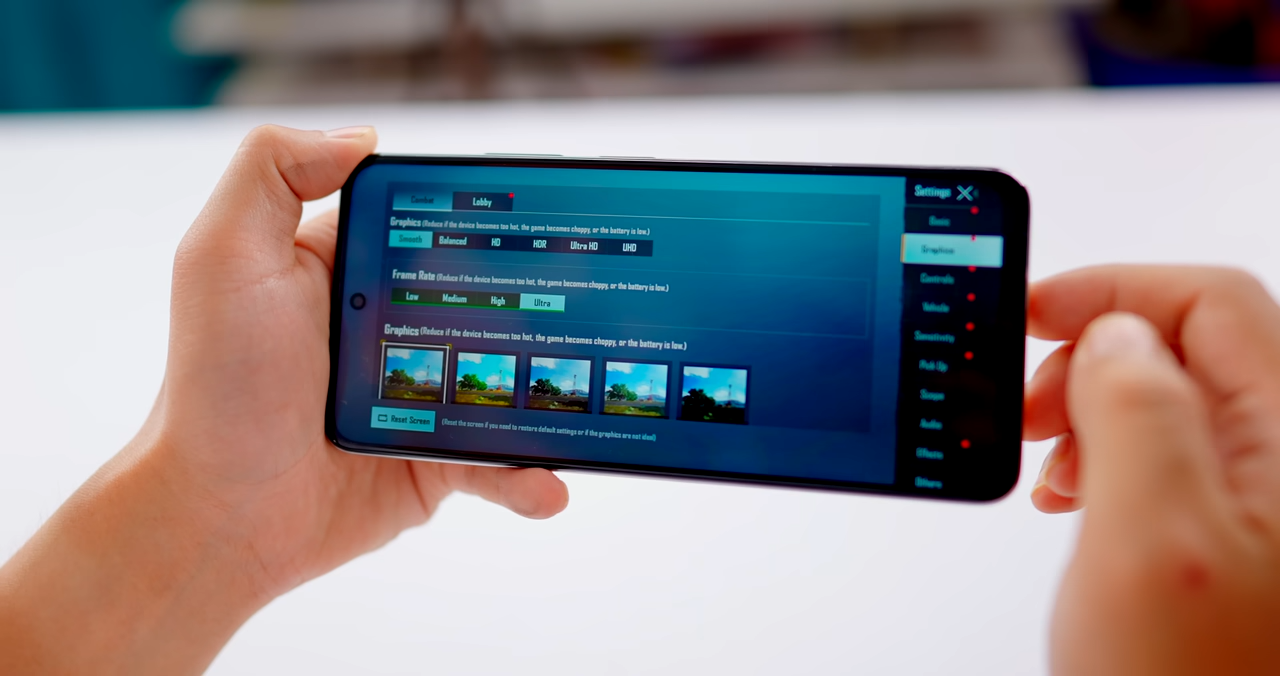 Combat Lobby
Graphics (Reduce if the device becomes too hot, the game becomes choppy, or the battery is low.)
Smooth Balanced HD HDR Ultra HD UHD
Frame Rate (Reduce if the device becomes too hot, the game becomes choppy, or the battery is low.)
Low Medium High Ultra
Graphics (Reduce if the device becomes too hot, the game becomes choppy, or the battery is low.)
Reset Screen (Reset the screen if you need to restore default settings or if the graphics are not ideal)
Settings
Basic
Graphics
Controls
Vehicle
Sensitivity
Pick Up
Scope
Audio
Effects
Others